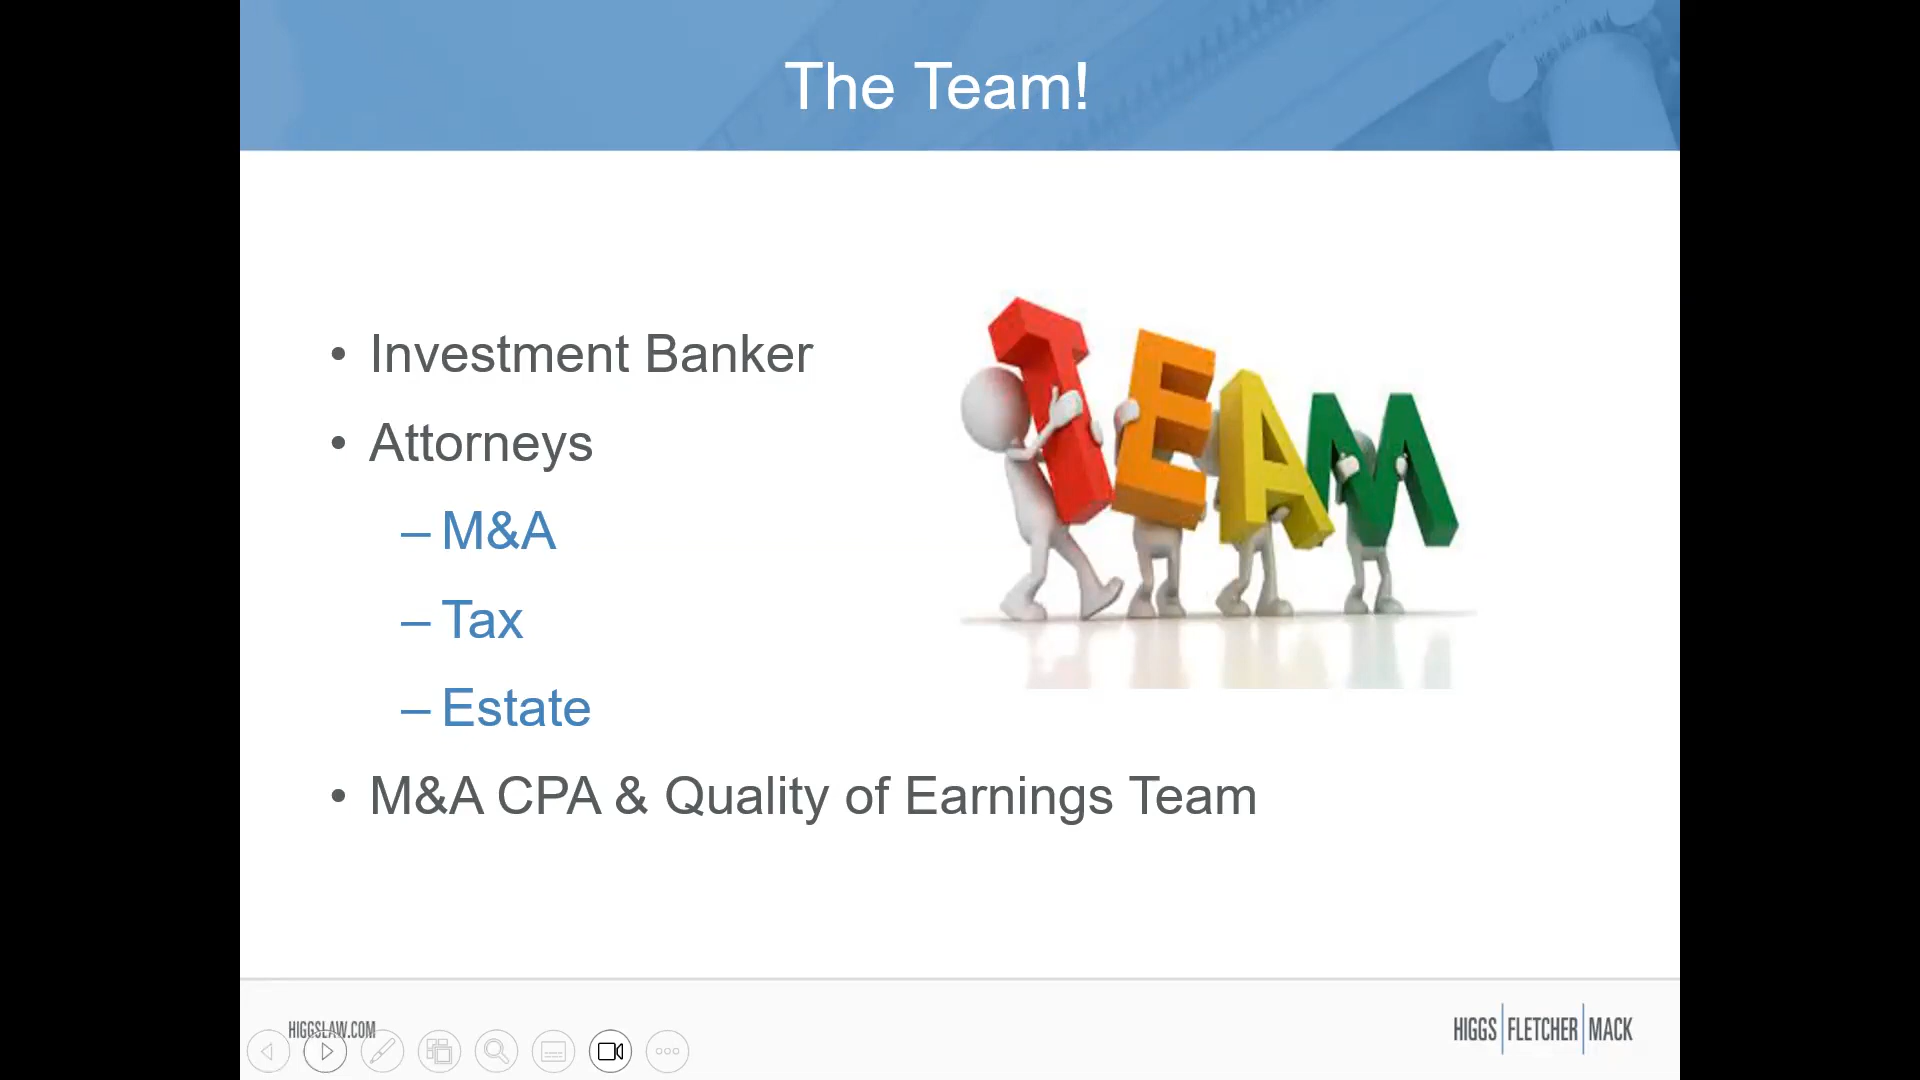 The Team!
• Investment Banker
• Attorneys
– M&A
– Tax
– Estate
• M&A CPA & Quality of Earnings Team
TEAM
HIGGSLAW.COM
HIGGS FLETCHER MACK